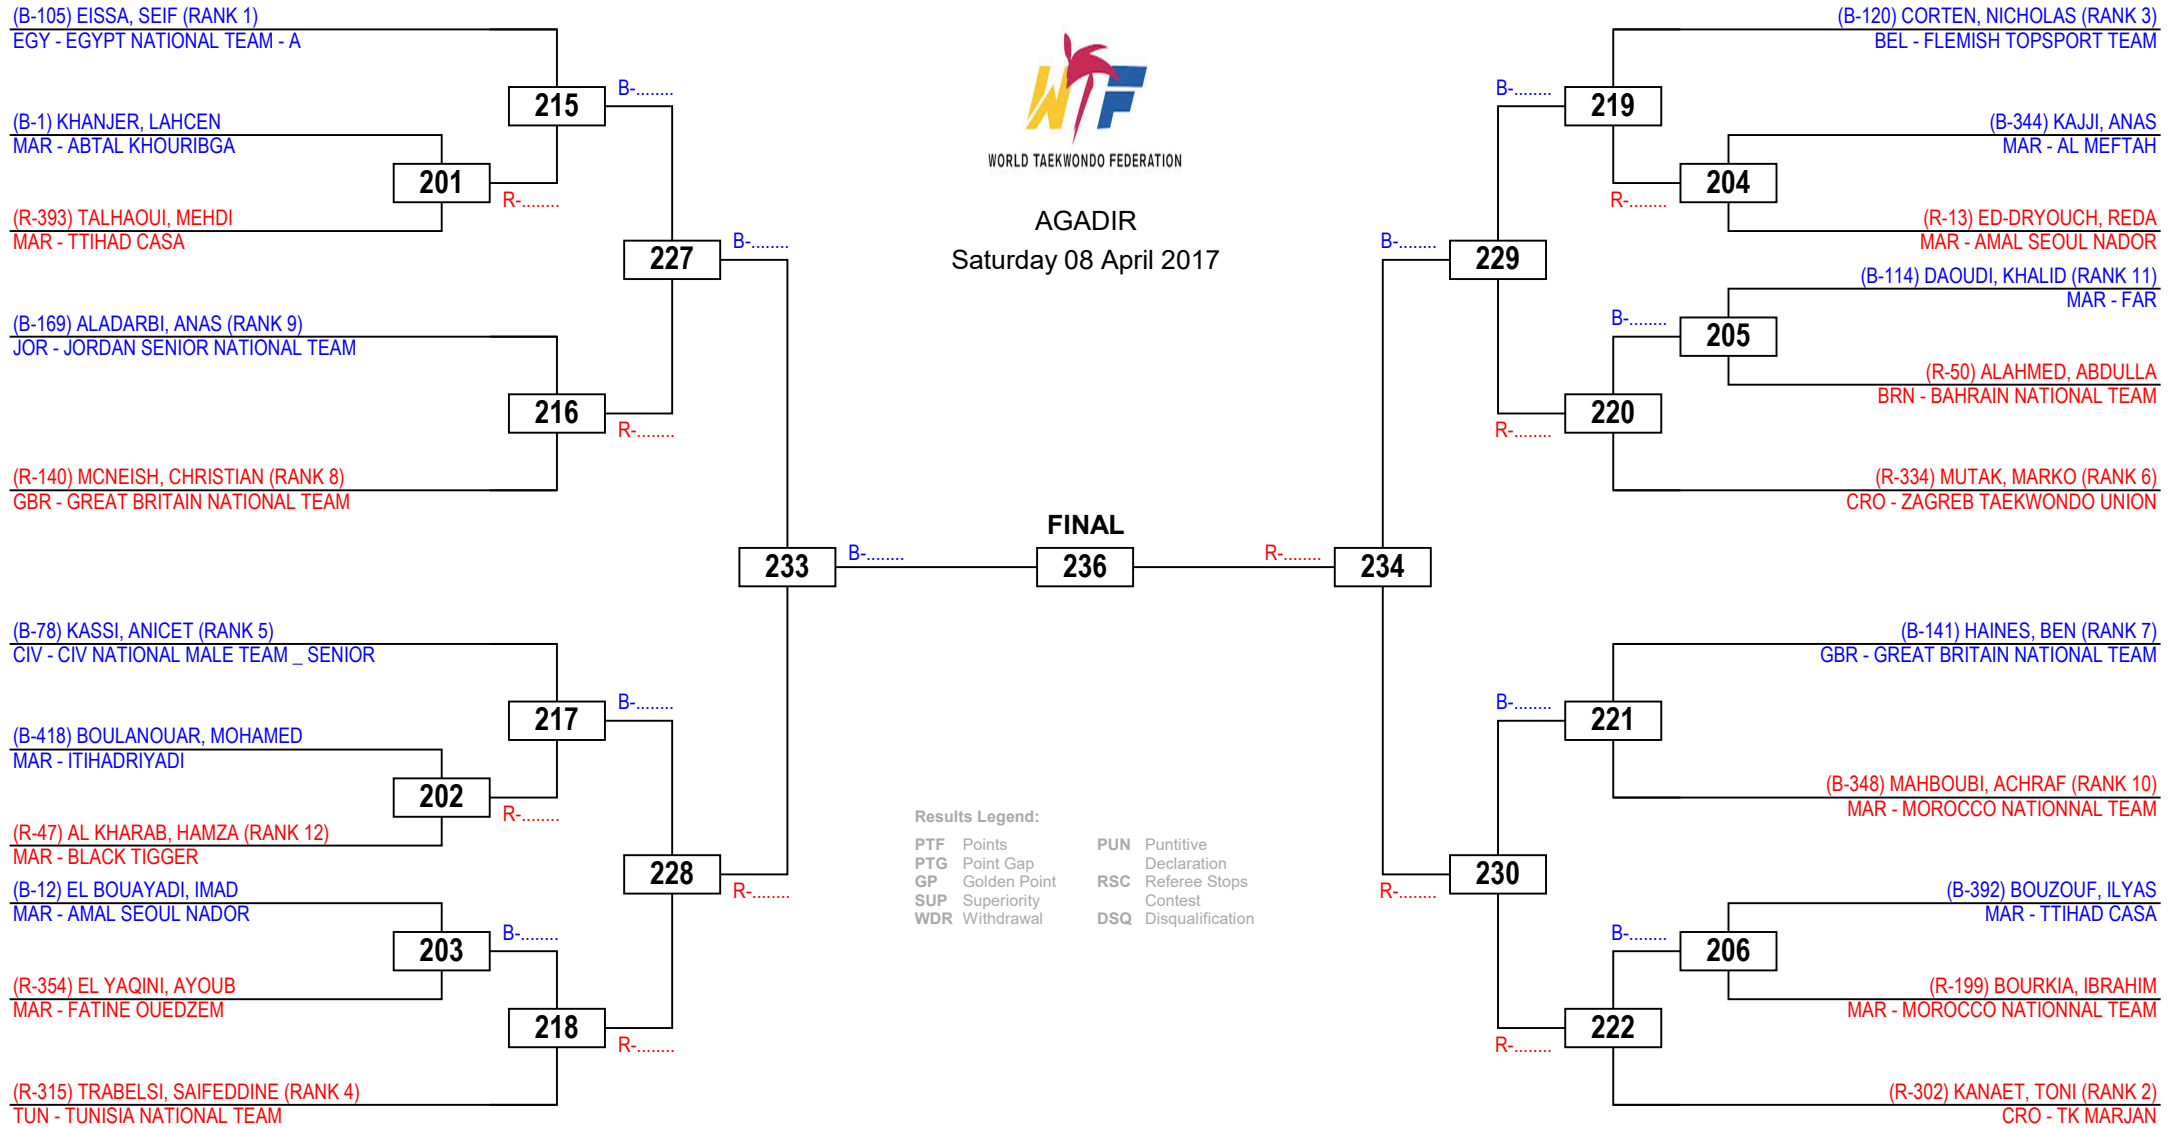 (B-105) EISSA, SEIF (RANK 1)
EGY - EGYPT NATIONAL TEAM - A
(B-1) KHANJER, LAHCEN
MAR - ABTAL KHOURIBGA
(R-393) TALHAOUI, MEHDI
MAR - TTIHAD CASA
(B-169) ALADARBI, ANAS (RANK 9)
JOR - JORDAN SENIOR NATIONAL TEAM
(R-140) MCNEISH, CHRISTIAN (RANK 8)
GBR - GREAT BRITAIN NATIONAL TEAM
(B-78) KASSI, ANICET (RANK 5)
CIV - CIV NATIONAL MALE TEAM _ SENIOR
(B-418) BOULANOUAR, MOHAMED
MAR - ITIHADRIYADI
(R-47) AL KHARAB, HAMZA (RANK 12)
MAR - BLACK TIGGER
(B-12) EL BOUAYADI, IMAD
MAR - AMAL SEOUL NADOR
(R-354) EL YAQINI, AYOUB
MAR - FATINE OUEDZEM
(R-315) TRABELSI, SAIFEDDINE (RANK 4)
TUN - TUNISIA NATIONAL TEAM
201
R-........
202
R-........
203
B-........
215
B-........
216
R-........
217
B-........
218
R-........
227
B-........
228
R-........
233
B-........
WTF
WORLD TAEKWONDO FEDERATION
AGADIR
Saturday 08 April 2017
FINAL
236
Results Legend:
PTF Points
PTG Point Gap
GP Golden Point
SUP Superiority
WDR Withdrawal
PUN Puntitive
Declaration
RSC Referee Stops
Contest
DSQ Disqualification
R-........
234
B-........
229
R-........
230
B-........
219
R-........
220
B-........
221
R-........
222
R-........
204
B-........
205
B-........
206
(B-120) CORTEN, NICHOLAS (RANK 3)
BEL - FLEMISH TOPSPORT TEAM
(B-344) KAJJI, ANAS
MAR - AL MEFTAH
(R-13) ED-DRYOUCH, REDA
MAR - AMAL SEOUL NADOR
(B-114) DAOUDI, KHALID (RANK 11)
MAR - FAR
(R-50) ALAHMED, ABDULLA
BRN - BAHRAIN NATIONAL TEAM
(R-334) MUTAK, MARKO (RANK 6)
CRO - ZAGREB TAEKWONDO UNION
(B-141) HAINES, BEN (RANK 7)
GBR - GREAT BRITAIN NATIONAL TEAM
(B-348) MAHBOUBI, ACHRAF (RANK 10)
MAR - MOROCCO NATIONNAL TEAM
(B-392) BOUZOUF, ILYAS
MAR - TTIHAD CASA
(R-199) BOURKIA, IBRAHIM
MAR - MOROCCO NATIONNAL TEAM
(R-302) KANAET, TONI (RANK 2)
CRO - TK MARJAN